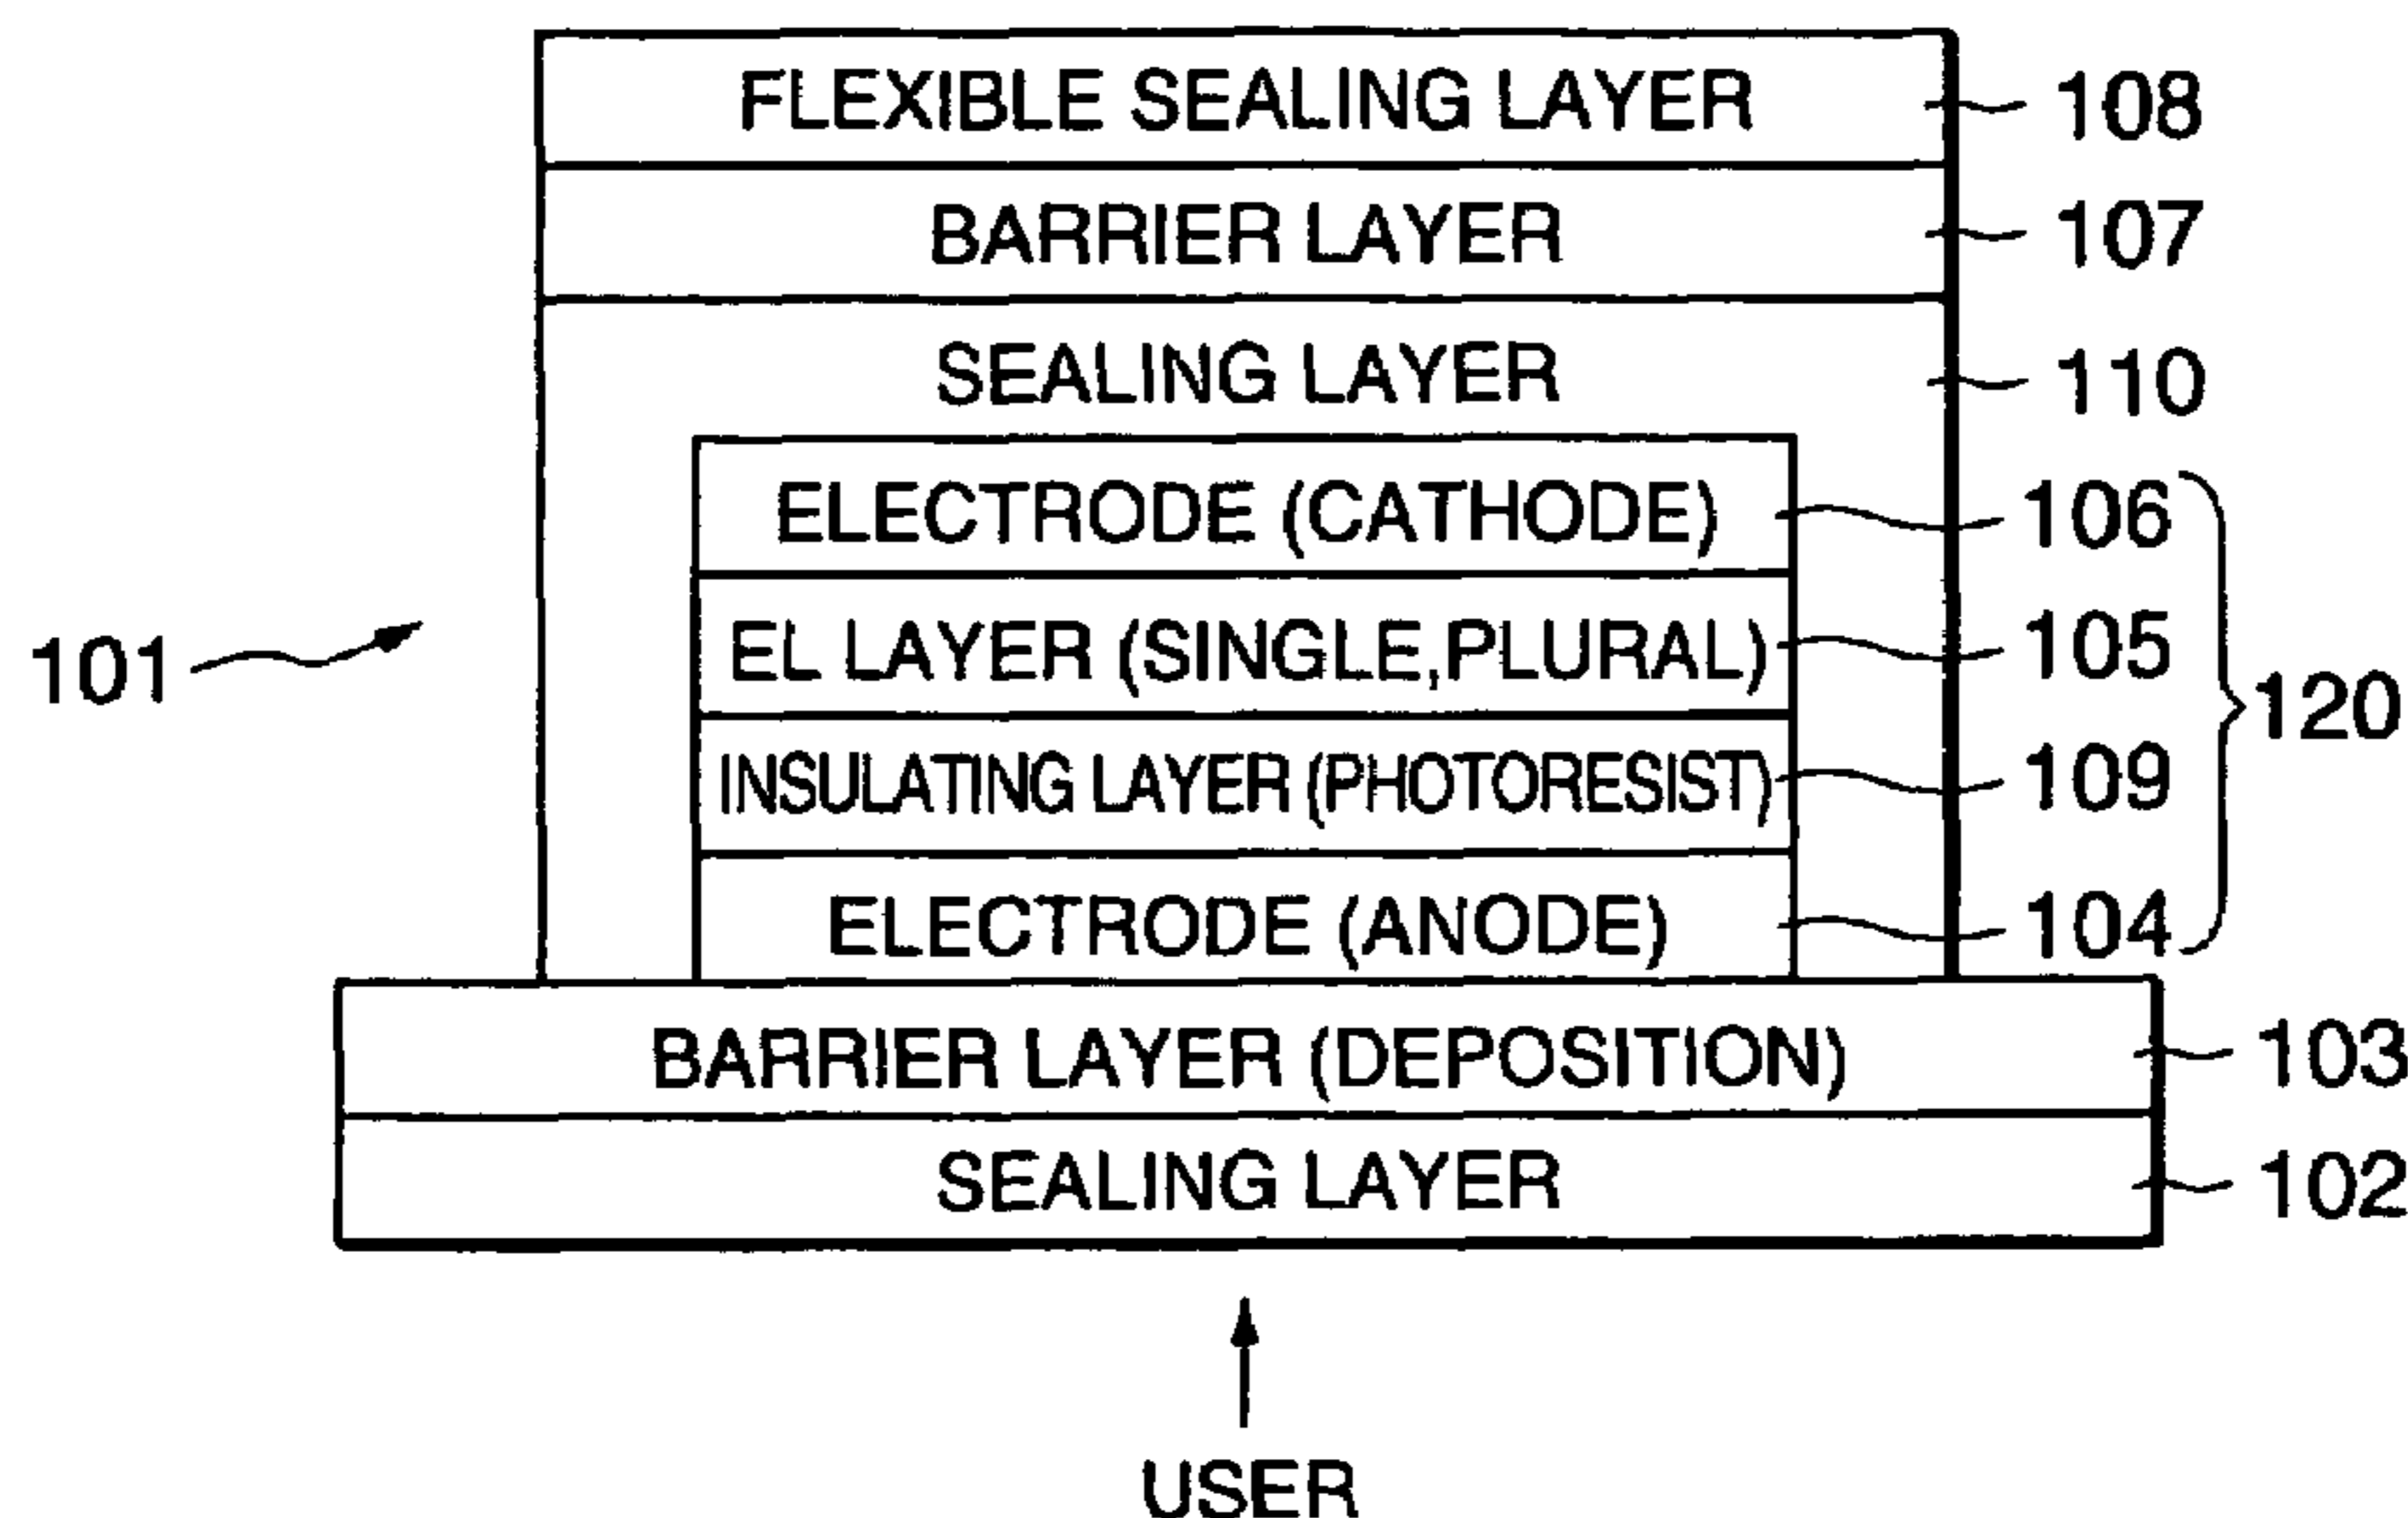 FLEXIBLE SEALING LAYER 108
BARRIER LAYER 107
SEALING LAYER 110
ELECTRODE (CATHODE) 106
EL LAYER (SINGLE,PLURAL) 105
101
120
INSULATING LAYER (PHOTORESIST) 109
ELECTRODE (ANODE) 104
BARRIER LAYER (DEPOSITION) 103
SEALING LAYER 102
USER